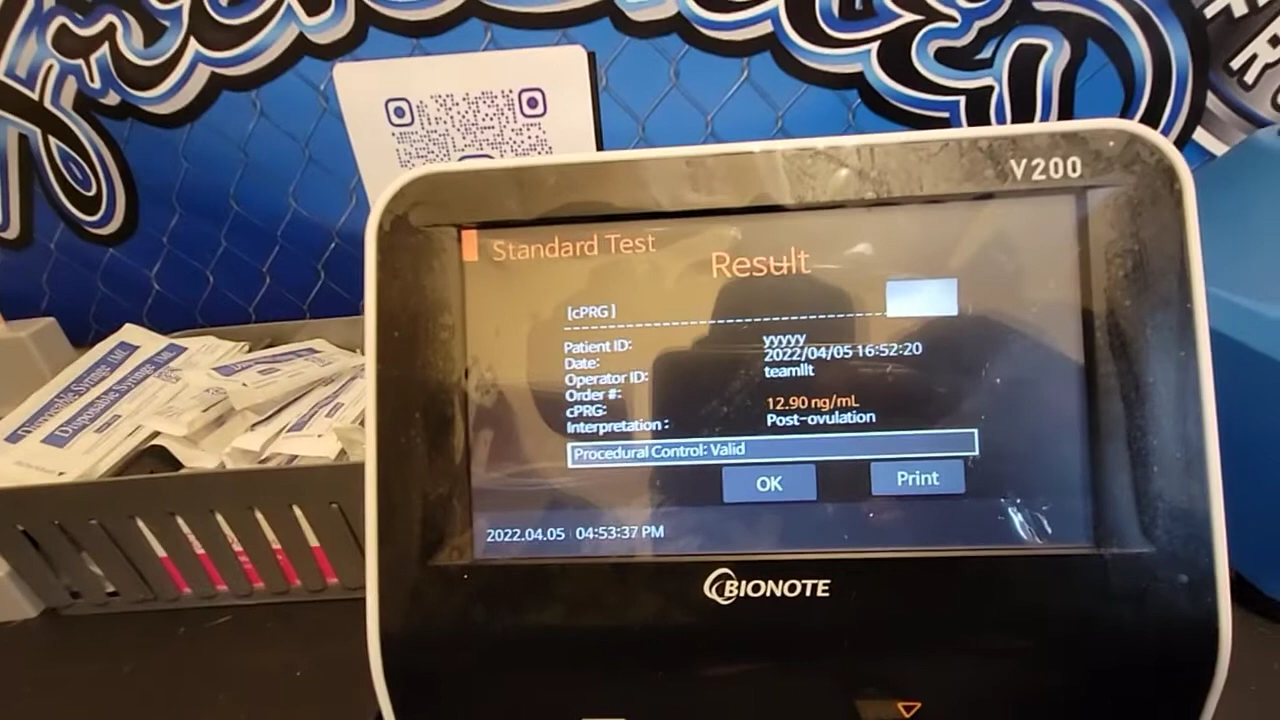 V200
Standard Test
Result
[cPRG ]
Patient ID: yyyyy
Date: 2022/04/05 16:52:20
Operator ID: teamllt
Order #:
cPRG: 12.90 ng/mL
Interpretation : Post-ovulation
Procedural Control: Valid
OK Print
2022.04.05 04:53:37 PM
BIONOTE
Disposable Syringe 1ML
Disposable Syringe 1ML